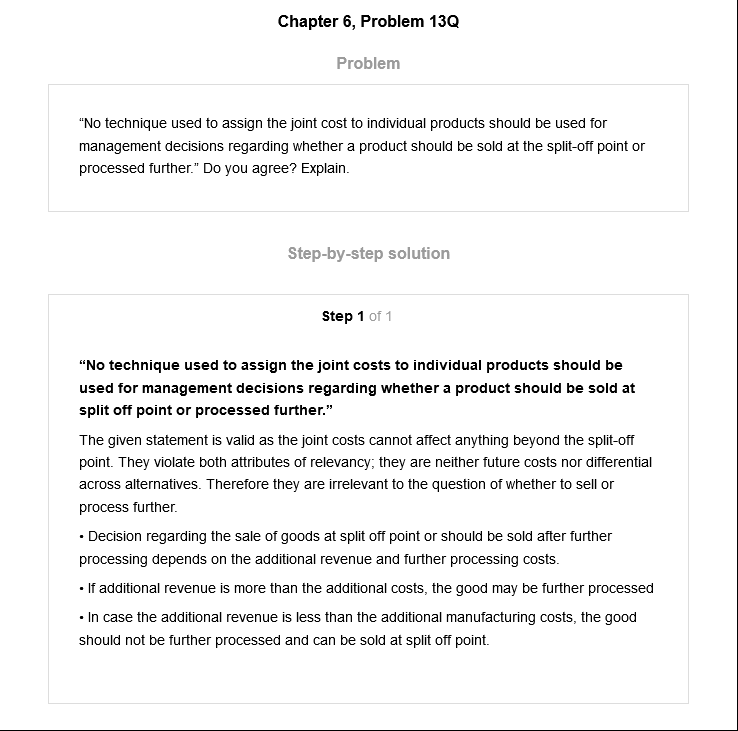 Chapter 6, Problem 13Q
Problem
“No technique used to assign the joint cost to individual products should be used for
management decisions regarding whether a product should be sold at the split-off point or
processed further.” Do you agree? Explain.
Step-by-step solution
Step 1 of 1
“No technique used to assign the joint costs to individual products should be
used for management decisions regarding whether a product should be sold at
split off point or processed further.”
The given statement is valid as the joint costs cannot affect anything beyond the split-off
point. They violate both attributes of relevancy; they are neither future costs nor differential
across alternatives. Therefore they are irrelevant to the question of whether to sell or
process further.
• Decision regarding the sale of goods at split off point or should be sold after further
processing depends on the additional revenue and further processing costs.
• If additional revenue is more than the additional costs, the good may be further processed
• In case the additional revenue is less than the additional manufacturing costs, the good
should not be further processed and can be sold at split off point.